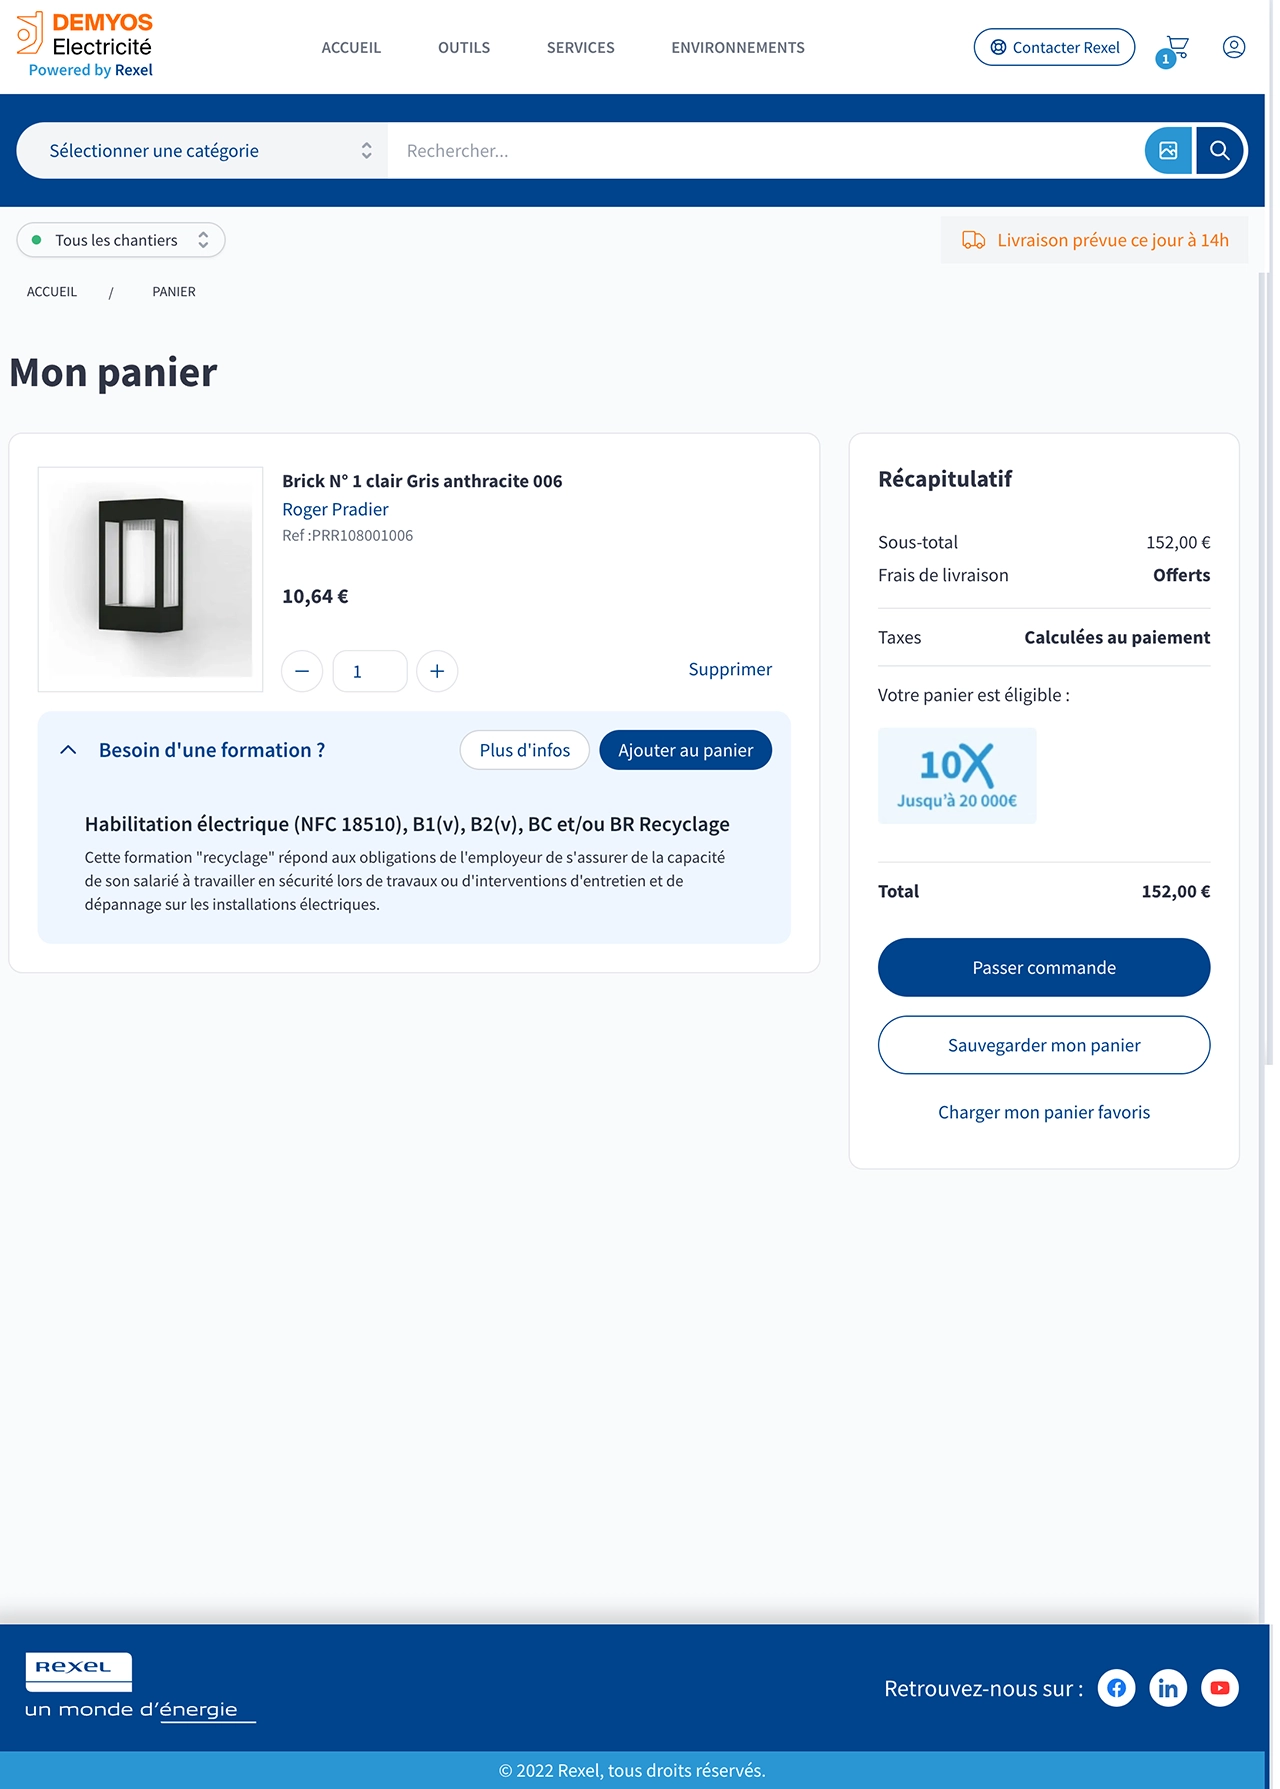 DEMYOS
Electricité
Powered by Rexel
ACCUEIL
OUTILS
SERVICES
ENVIRONNEMENTS
Contacter Rexel
1
Sélectionner une catégorie
Rechercher...
Tous les chantiers
Livraison prévue ce jour à 14h
ACCUEIL / PANIER
Mon panier
Brick N° 1 clair Gris anthracite 006
Roger Pradier
Ref :PRR108001006
10,64 €
1
Supprimer
Besoin d'une formation ?
Plus d'infos
Ajouter au panier
Habilitation électrique (NFC 18510), B1(v), B2(v), BC et/ou BR Recyclage
Cette formation "recyclage" répond aux obligations de l'employeur de s'assurer de la capacité
de son salarié à travailler en sécurité lors de travaux ou d'interventions d'entretien et de
dépannage sur les installations électriques.
Récapitulatif
Sous-total 152,00 €
Frais de livraison Offerts
Taxes Calculées au paiement
Votre panier est éligible :
10X
Jusqu'à 20 000€
Total 152,00 €
Passer commande
Sauvegarder mon panier
Charger mon panier favoris
REXEL
un monde d'énergie
Retrouvez-nous sur :
in
© 2022 Rexel, tous droits réservés.